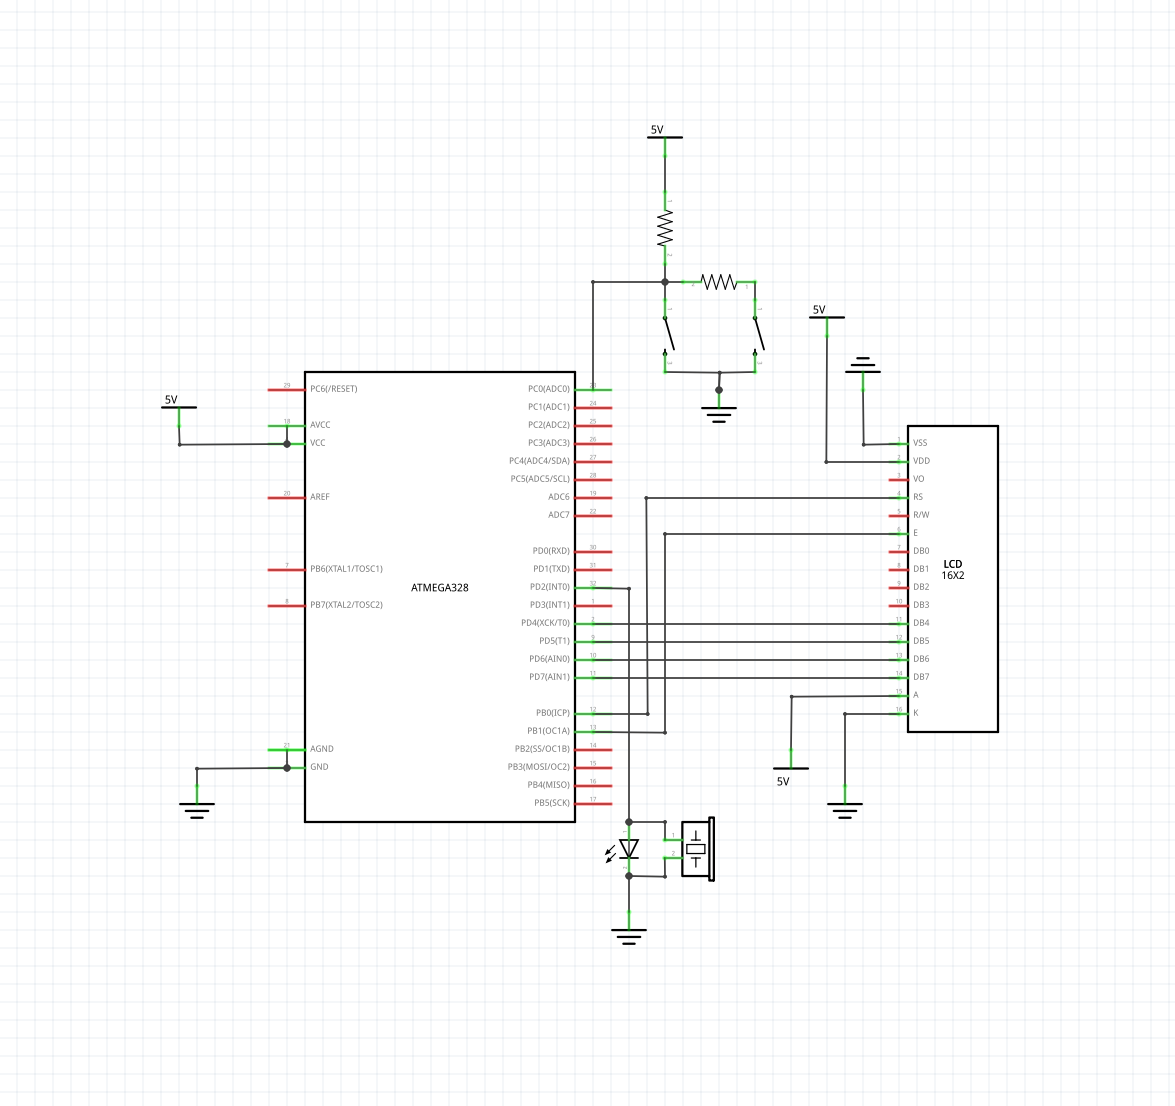 5V
5V
5V
29 PC6(/RESET)
18 AVCC
VCC
20 AREF
7 PB6(XTAL1/TOSC1)
8 PB7(XTAL2/TOSC2)
21 AGND
GND
ATMEGA328
PC0(ADC0) 23
PC1(ADC1) 24
PC2(ADC2) 25
PC3(ADC3) 26
PC4(ADC4/SDA) 27
PC5(ADC5/SCL) 28
ADC6 19
ADC7 22
PD0(RXD) 30
PD1(TXD) 31
PD2(INT0) 32
PD3(INT1) 1
PD4(XCK/T0) 2
PD5(T1) 9
PD6(AIN0) 10
PD7(AIN1) 11
PB0(ICP) 12
PB1(OC1A) 13
PB2(SS/OC1B) 14
PB3(MOSI/OC2) 15
PB4(MISO) 16
PB5(SCK) 17
1 VSS
2 VDD
3 VO
4 RS
5 R/W
6 E
7 DB0
8 DB1
9 DB2
10 DB3
11 DB4
12 DB5
13 DB6
14 DB7
15 A
16 K
LCD
16X2
5V
1
2